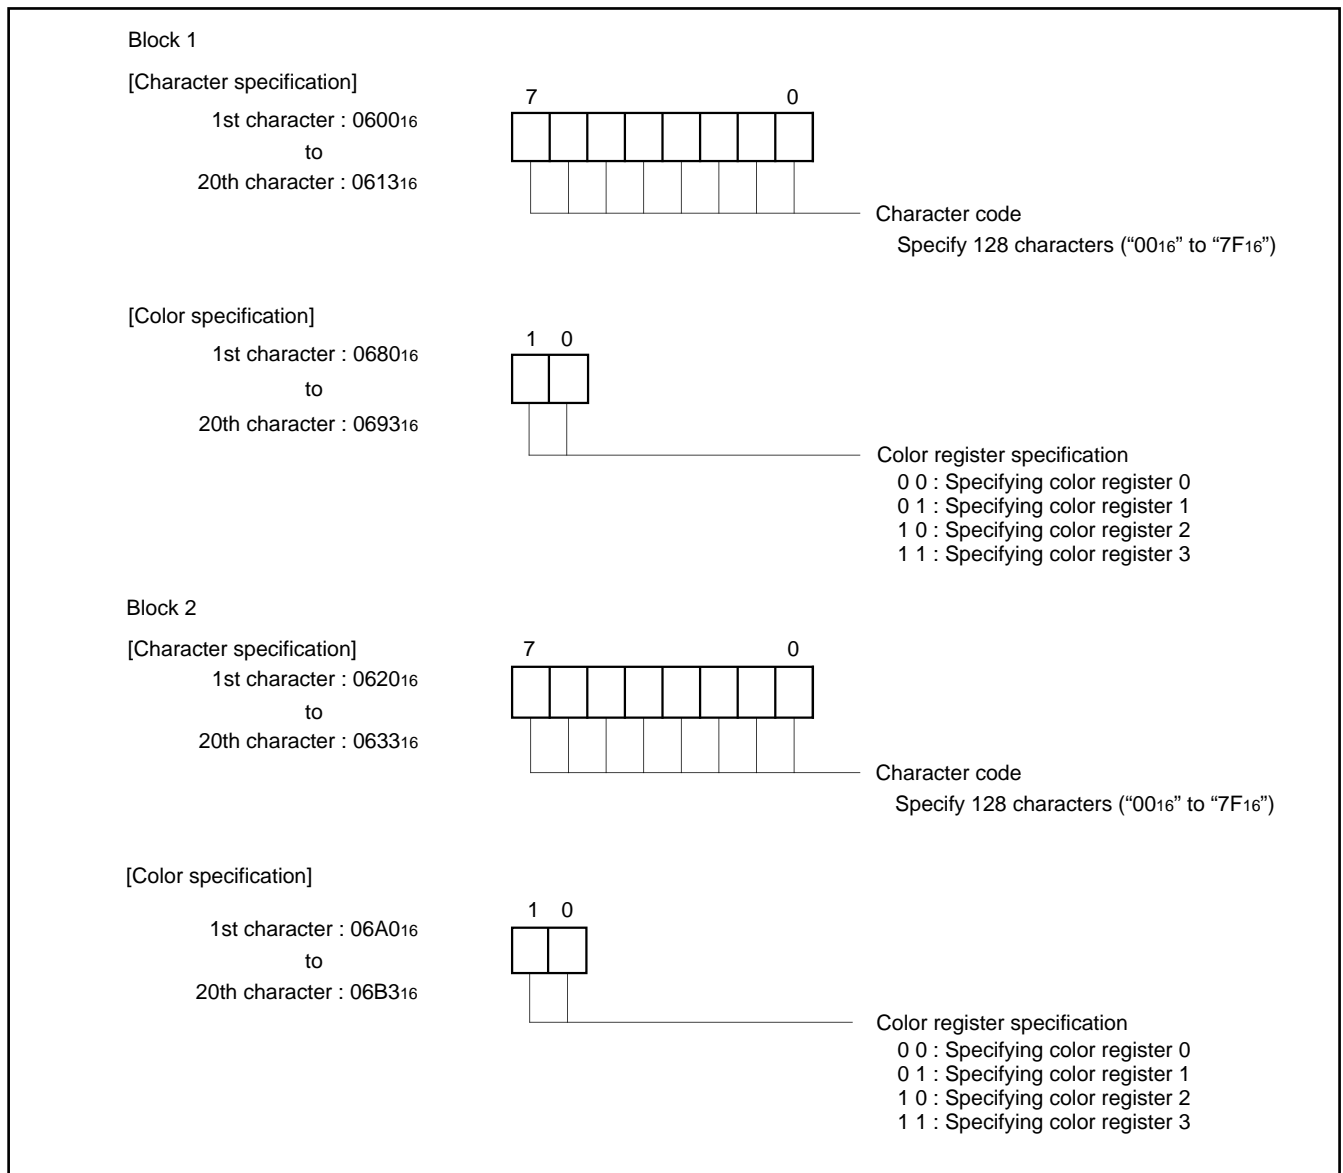 Block 1
[Character specification]
7 0
1st character : 0600₁₆
to
20th character : 0613₁₆
Character code
Specify 128 characters (“00₁₆” to “7F₁₆”)
[Color specification]
1 0
1st character : 0680₁₆
to
20th character : 0693₁₆
Color register specification
0 0 : Specifying color register 0
0 1 : Specifying color register 1
1 0 : Specifying color register 2
1 1 : Specifying color register 3
Block 2
[Character specification]
7 0
1st character : 0620₁₆
to
20th character : 0633₁₆
Character code
Specify 128 characters (“00₁₆” to “7F₁₆”)
[Color specification]
1 0
1st character : 06A0₁₆
to
20th character : 06B3₁₆
Color register specification
0 0 : Specifying color register 0
0 1 : Specifying color register 1
1 0 : Specifying color register 2
1 1 : Specifying color register 3